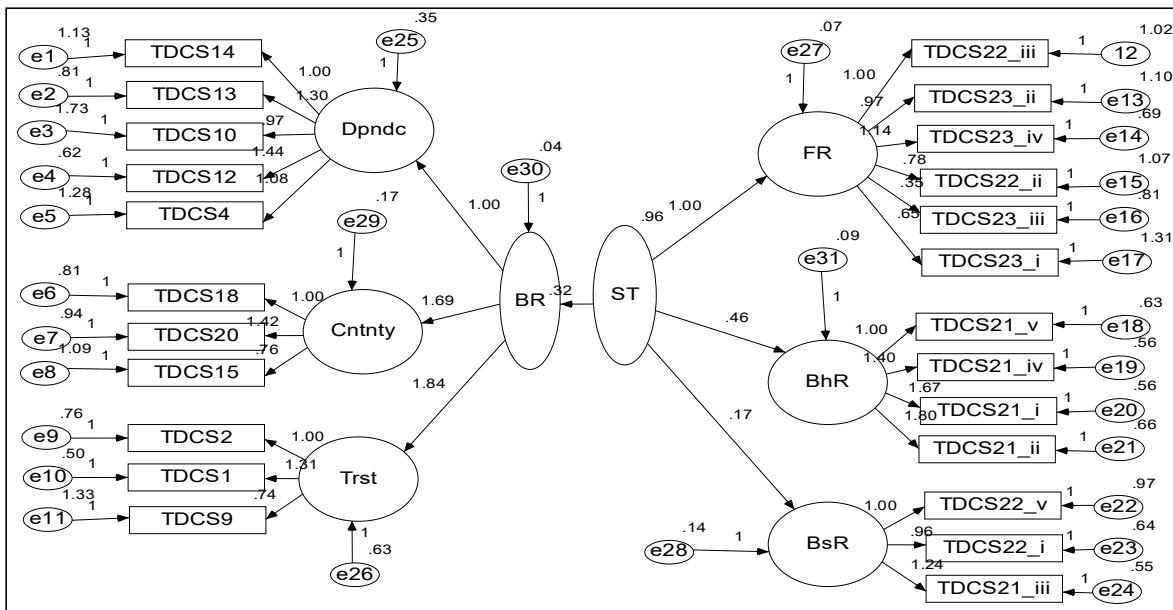 1.13
e1
1
TDCS14
.81
e2
1
TDCS13
1.73
e3
1
TDCS10
.62
e4
1
TDCS12
1.28
e5
1
TDCS4
.35
e25
1
1.00
1.30
.97
1.44
1.08
Dpndc
.81
e6
1
TDCS18
.94
e7
1
TDCS20
1.09
e8
1
TDCS15
.17
e29
1
1.00
1.42
.76
Cntnty
.76
e9
1
TDCS2
.50
e10
1
TDCS1
1.33
e11
1
TDCS9
1.00
1.31
.74
Trst
1
.63
e26
.04
e30
1
1.00
1.69
1.84
BR
.32
ST
.96
1.00
.46
.17
.07
e27
1
FR
1.00
.97
1.14
.78
.35
.65
TDCS22_iii
1
1.02
12
TDCS23_ii
1
1.10
e13
TDCS23_iv
1
.69
e14
TDCS22_ii
1
1.07
e15
TDCS23_iii
1
.81
e16
TDCS23_i
1
1.31
e17
.09
e31
1
BhR
1.00
1.40
1.67
1.80
TDCS21_v
1
.63
e18
TDCS21_iv
1
.56
e19
TDCS21_i
1
.56
e20
TDCS21_ii
1
.66
e21
.14
e28
1
BsR
1.00
.96
1.24
TDCS22_v
1
.97
e22
TDCS22_i
1
.64
e23
TDCS21_iii
1
.55
e24